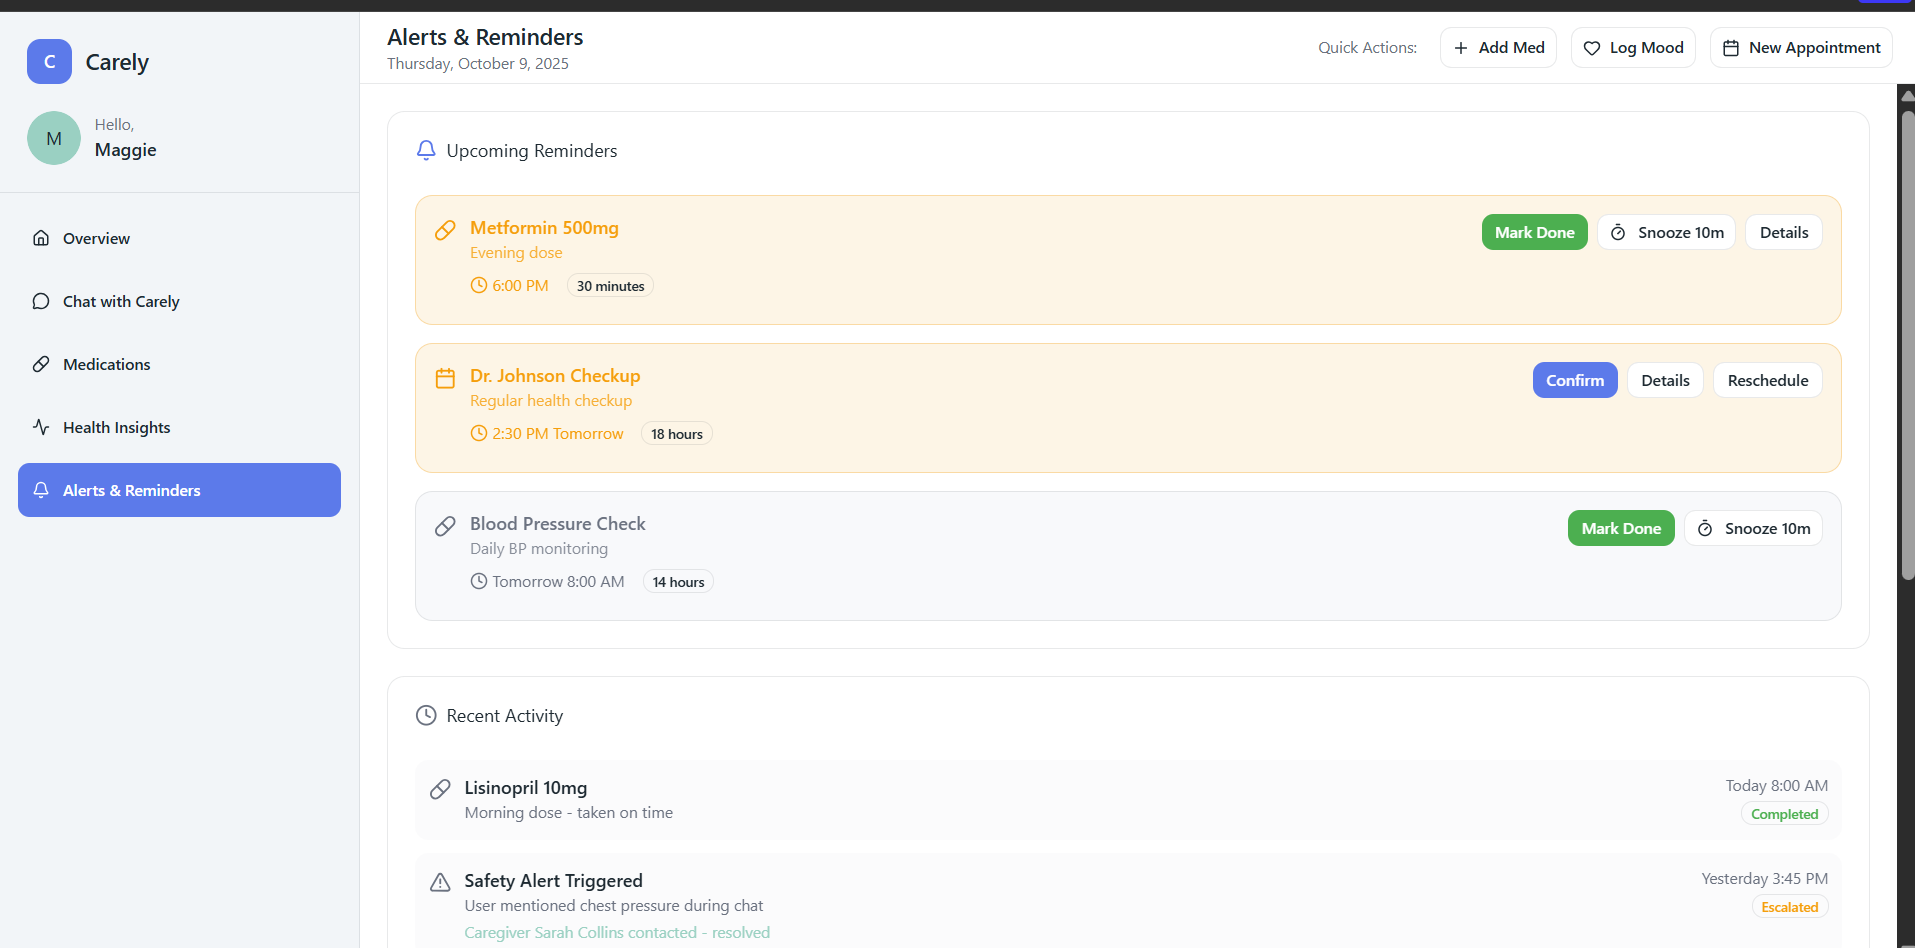 C
Carely
M
Hello,
Maggie
Overview
Chat with Carely
Medications
Health Insights
Alerts & Reminders
Alerts & Reminders
Thursday, October 9, 2025
Quick Actions:
Add Med
Log Mood
New Appointment
Upcoming Reminders
Metformin 500mg
Evening dose
6:00 PM
30 minutes
Mark Done
Snooze 10m
Details
Dr. Johnson Checkup
Regular health checkup
2:30 PM Tomorrow
18 hours
Confirm
Details
Reschedule
Blood Pressure Check
Daily BP monitoring
Tomorrow 8:00 AM
14 hours
Mark Done
Snooze 10m
Recent Activity
Lisinopril 10mg
Morning dose - taken on time
Today 8:00 AM
Completed
Safety Alert Triggered
User mentioned chest pressure during chat
Caregiver Sarah Collins contacted - resolved
Yesterday 3:45 PM
Escalated